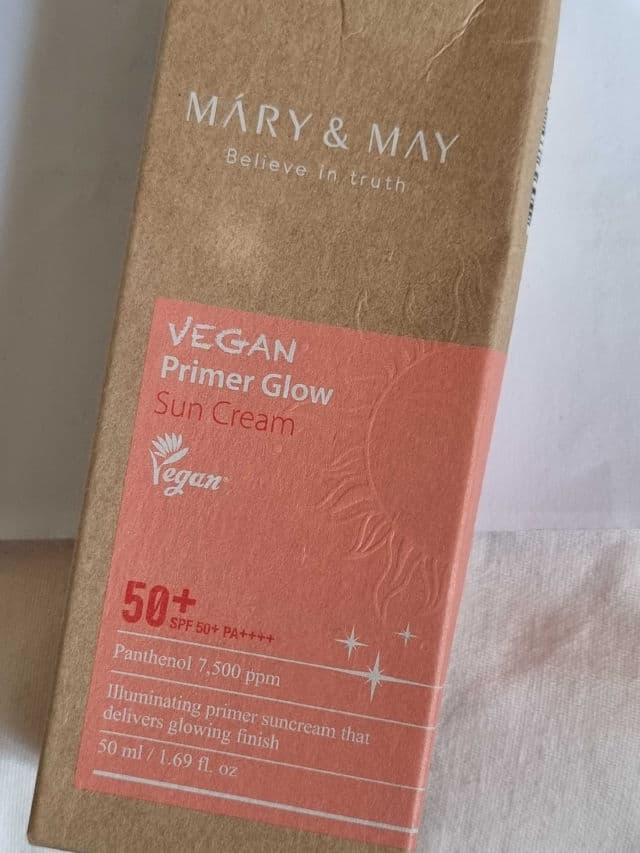 MÁRY & MAY
Believe in truth
VEGAN
Primer Glow
Sun Cream
Vegan
50+
SPF 50+ PA++++
Panthenol 7,500 ppm
Illuminating primer suncream that
delivers glowing finish
50 ml / 1.69 fl. oz